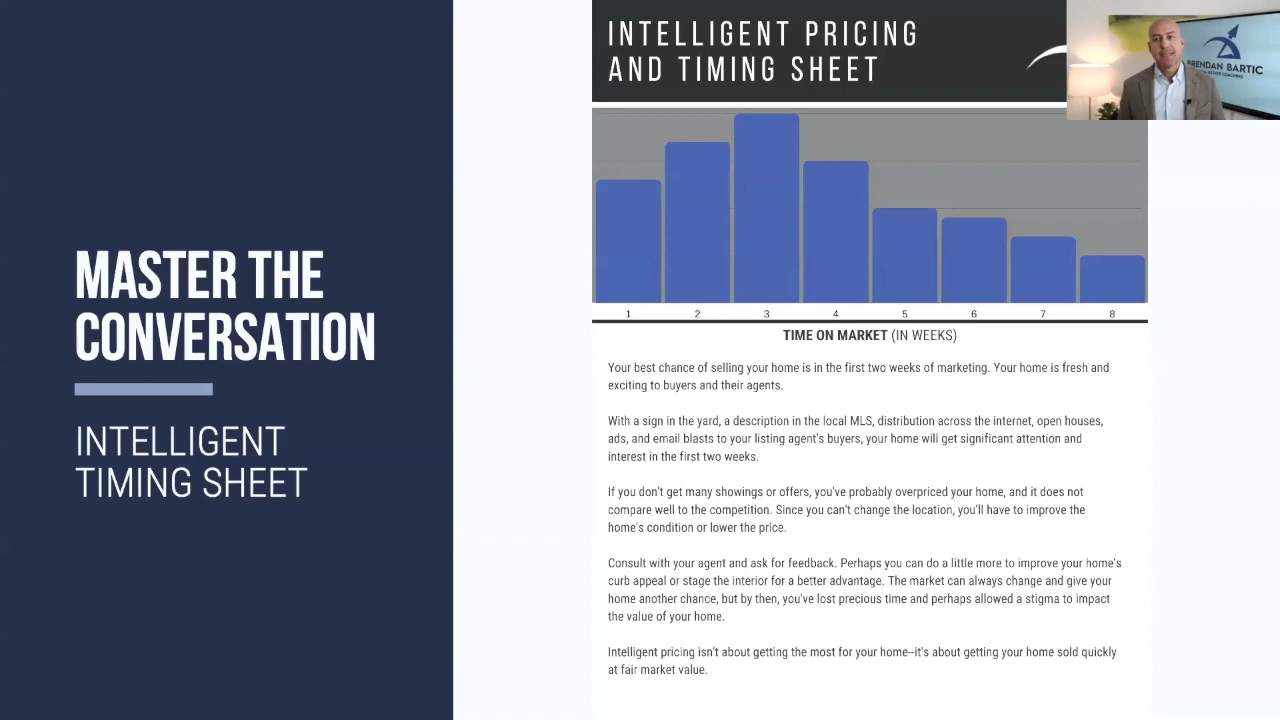 MASTER THE
CONVERSATION
INTELLIGENT
TIMING SHEET
INTELLIGENT PRICING
AND TIMING SHEET
BRENDAN BARTIC
1
2
3
4
5
6
7
8
TIME ON MARKET (IN WEEKS)
Your best chance of selling your home is in the first two weeks of marketing. Your home is fresh and
exciting to buyers and their agents.
With a sign in the yard, a description in the local MLS, distribution across the internet, open houses,
ads, and email blasts to your listing agent's buyers, your home will get significant attention and
interest in the first two weeks.
If you don't get many showings or offers, you've probably overpriced your home, and it does not
compare well to the competition. Since you can't change the location, you'll have to improve the
home's condition or lower the price.
Consult with your agent and ask for feedback. Perhaps you can do a little more to improve your home's
curb appeal or stage the interior for a better advantage. The market can always change and give your
home another chance, but by then, you've lost precious time and perhaps allowed a stigma to impact
the value of your home.
Intelligent pricing isn't about getting the most for your home–it's about getting your home sold quickly
at fair market value.